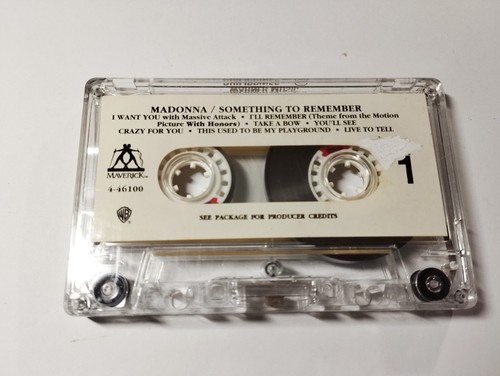 MADONNA / SOMETHING TO REMEMBER
I WANT YOU with Massive Attack • I'LL REMEMBER (Theme from the Motion
Picture With Honors) • TAKE A BOW • YOU'LL SEE
CRAZY FOR YOU • THIS USED TO BE MY PLAYGROUND • LIVE TO TELL
1
MAVERICK™
4-46100
WB
SEE PACKAGE FOR PRODUCER CREDITS